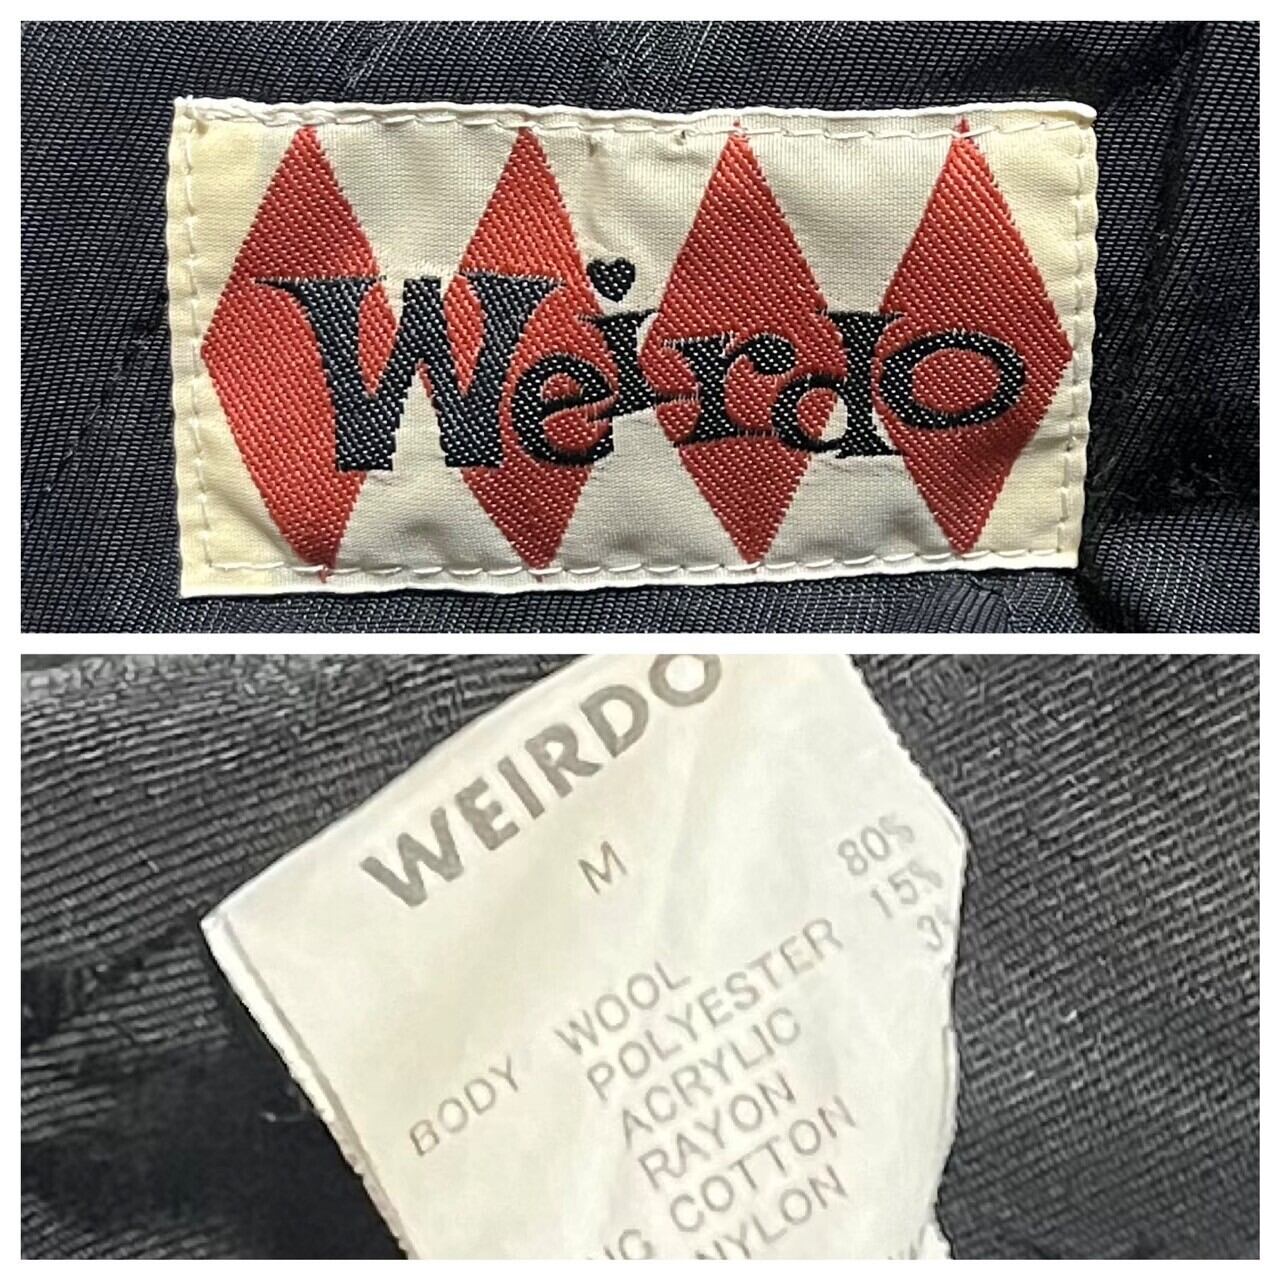 Weirdo
WEIRDO
M
BODY WOOL 80%
POLYESTER 15%
ACRYLIC
RAYON
COTTON
NYLON